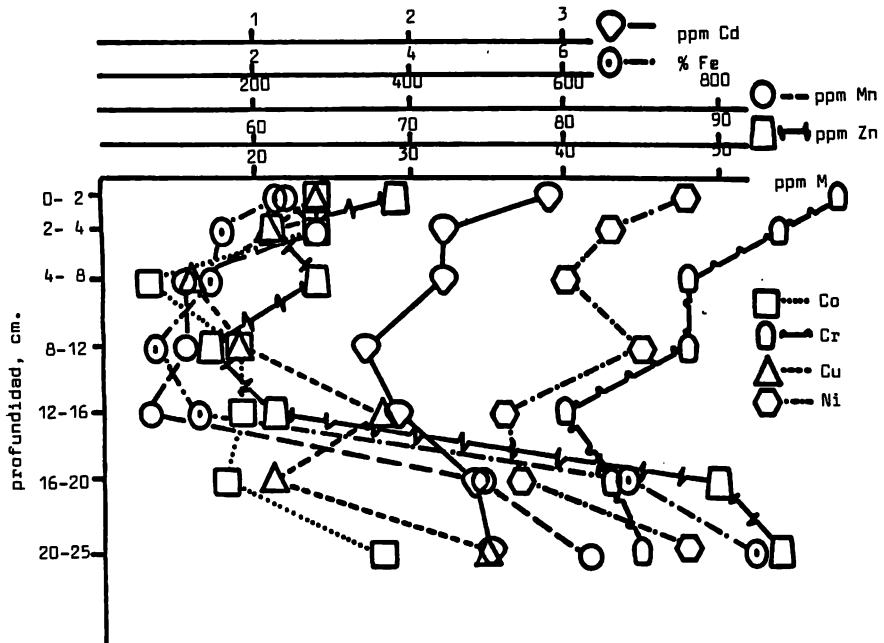 1 2 3 ppm Cd
2 4 6 % Fe
200 400 600 800 ppm Mn
60 70 80 90 ppm Zn
20 30 40 50 ppm M
0- 2
2- 4
4- 8
8-12
12-16
16-20
20-25
profundidad, cm.
Co
Cr
Cu
Ni